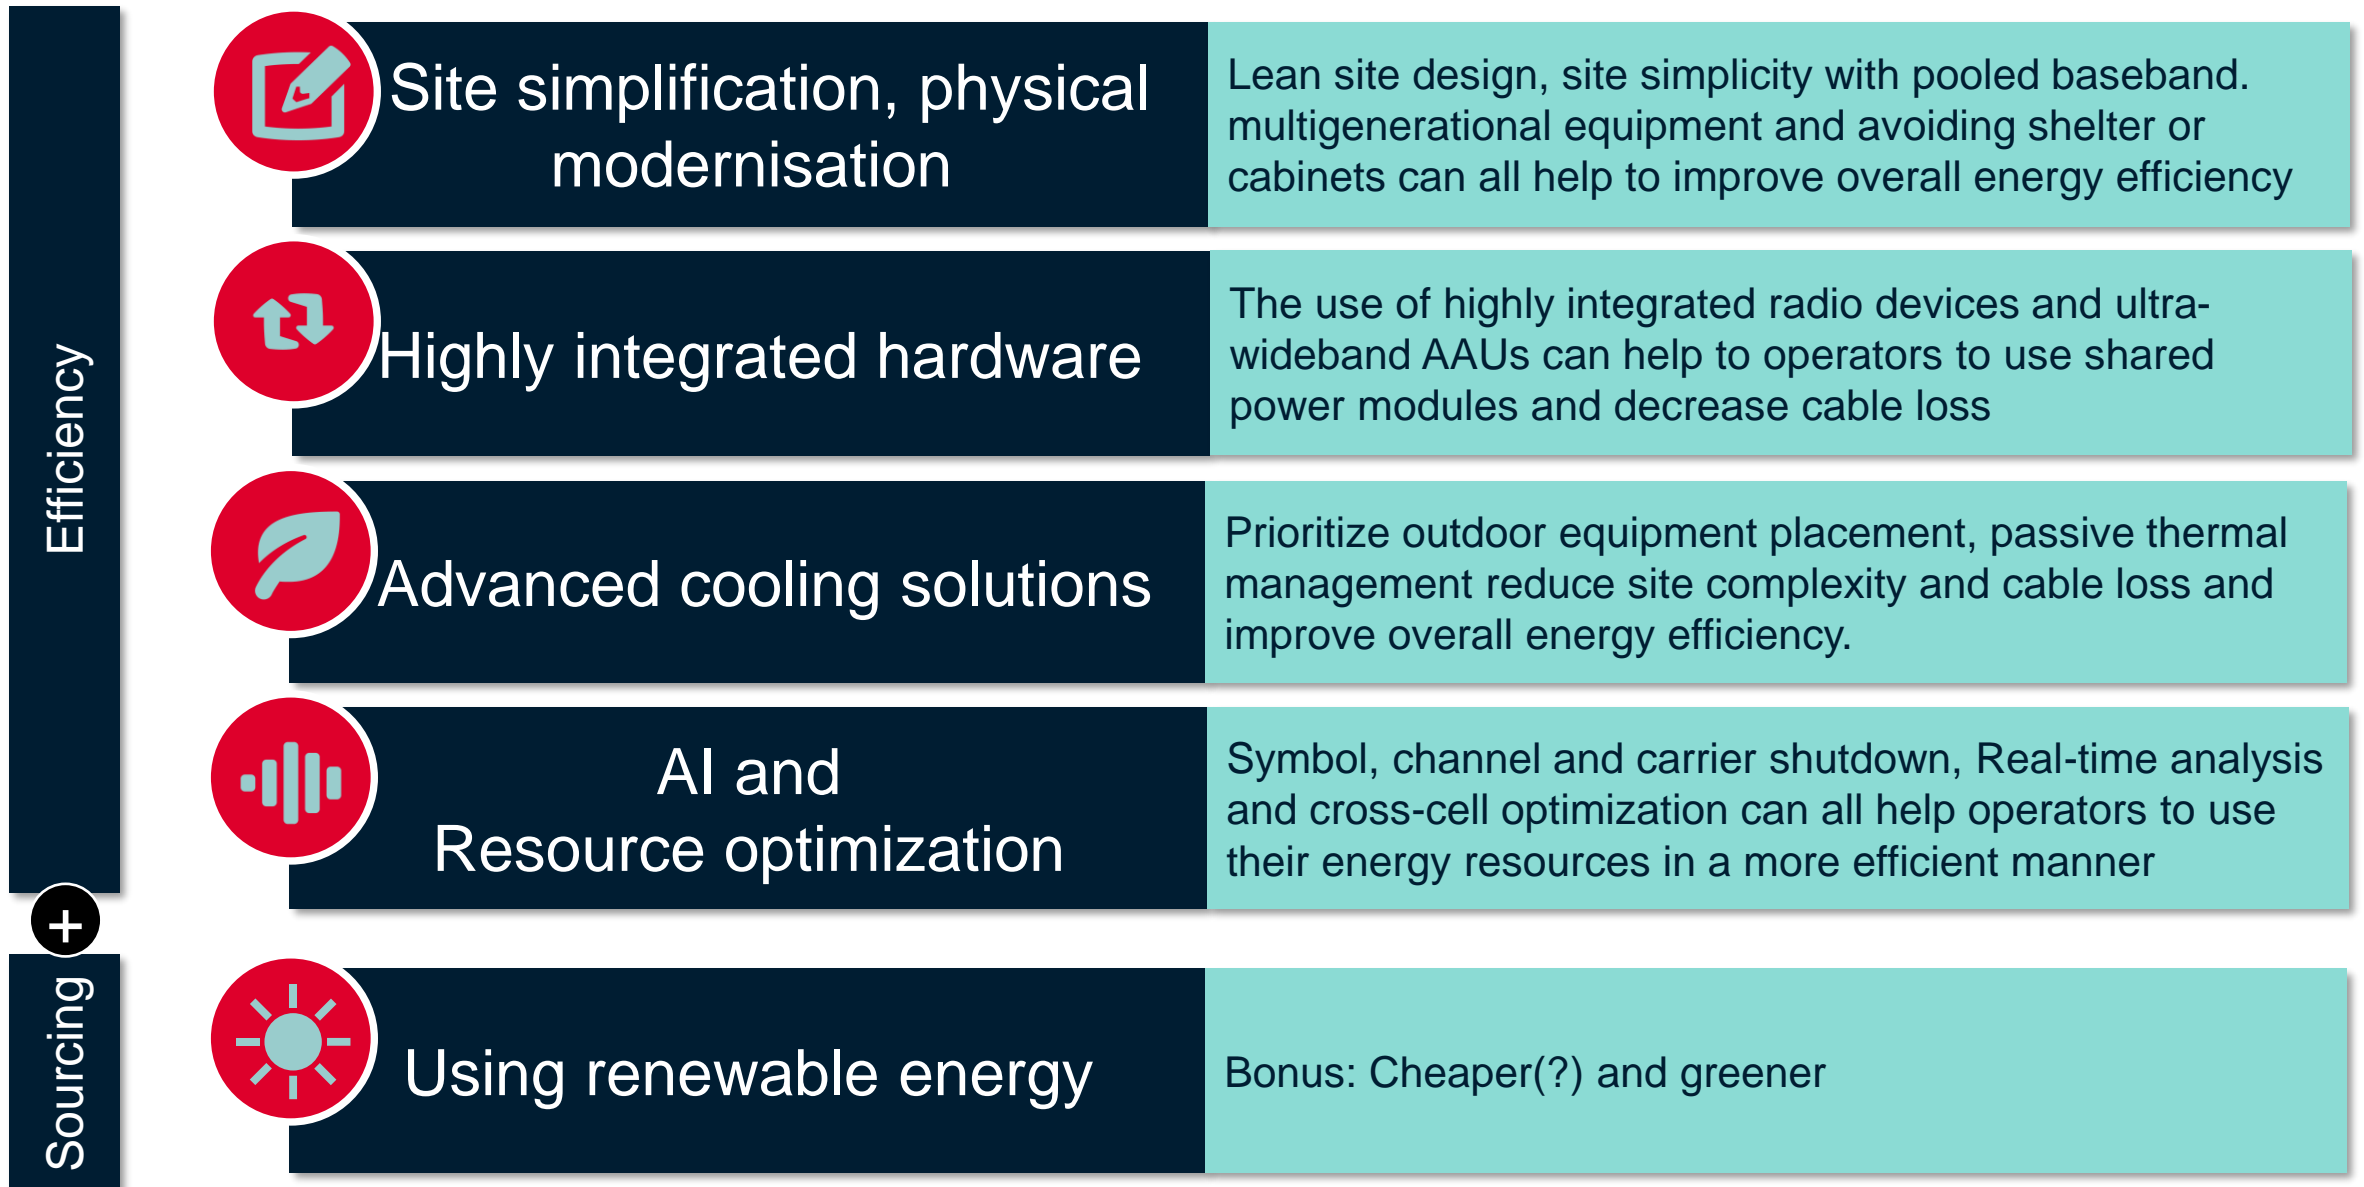 Efficiency
Site simplification, physical
modernisation
Lean site design, site simplicity with pooled baseband.
multigenerational equipment and avoiding shelter or
cabinets can all help to improve overall energy efficiency
Highly integrated hardware
The use of highly integrated radio devices and ultra-
wideband AAUs can help to operators to use shared
power modules and decrease cable loss
Advanced cooling solutions
Prioritize outdoor equipment placement, passive thermal
management reduce site complexity and cable loss and
improve overall energy efficiency.
AI and
Resource optimization
Symbol, channel and carrier shutdown, Real-time analysis
and cross-cell optimization can all help operators to use
their energy resources in a more efficient manner
+
Sourcing
Using renewable energy
Bonus: Cheaper(?) and greener